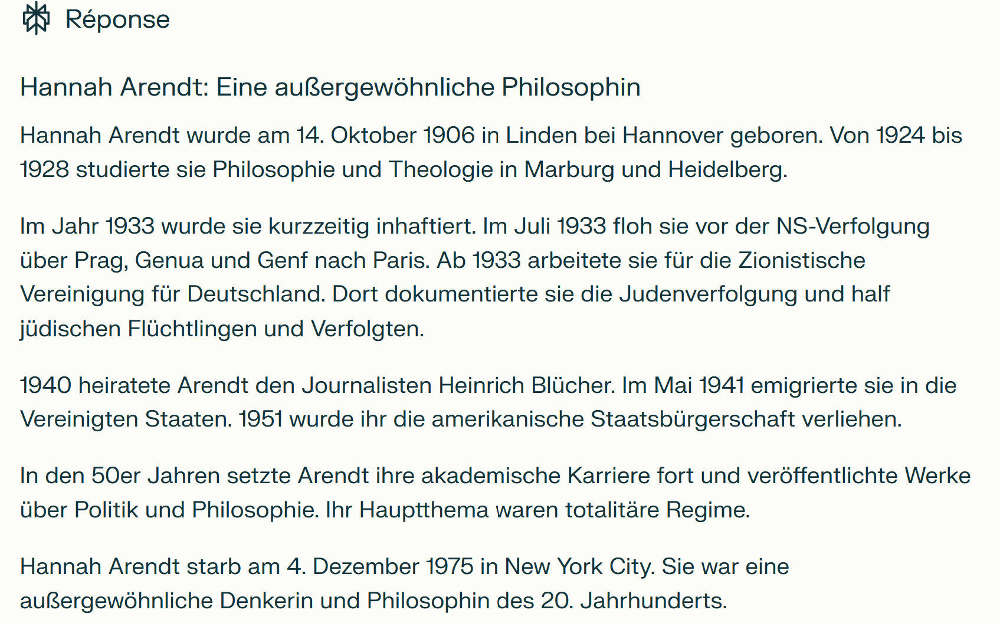 Réponse
Hannah Arendt: Eine außergewöhnliche Philosophin
Hannah Arendt wurde am 14. Oktober 1906 in Linden bei Hannover geboren. Von 1924 bis
1928 studierte sie Philosophie und Theologie in Marburg und Heidelberg.
Im Jahr 1933 wurde sie kurzzeitig inhaftiert. Im Juli 1933 floh sie vor der NS-Verfolgung
über Prag, Genua und Genf nach Paris. Ab 1933 arbeitete sie für die Zionistische
Vereinigung für Deutschland. Dort dokumentierte sie die Judenverfolgung und half
jüdischen Flüchtlingen und Verfolgten.
1940 heiratete Arendt den Journalisten Heinrich Blücher. Im Mai 1941 emigrierte sie in die
Vereinigten Staaten. 1951 wurde ihr die amerikanische Staatsbürgerschaft verliehen.
In den 50er Jahren setzte Arendt ihre akademische Karriere fort und veröffentlichte Werke
über Politik und Philosophie. Ihr Hauptthema waren totalitäre Regime.
Hannah Arendt starb am 4. Dezember 1975 in New York City. Sie war eine
außergewöhnliche Denkerin und Philosophin des 20. Jahrhunderts.